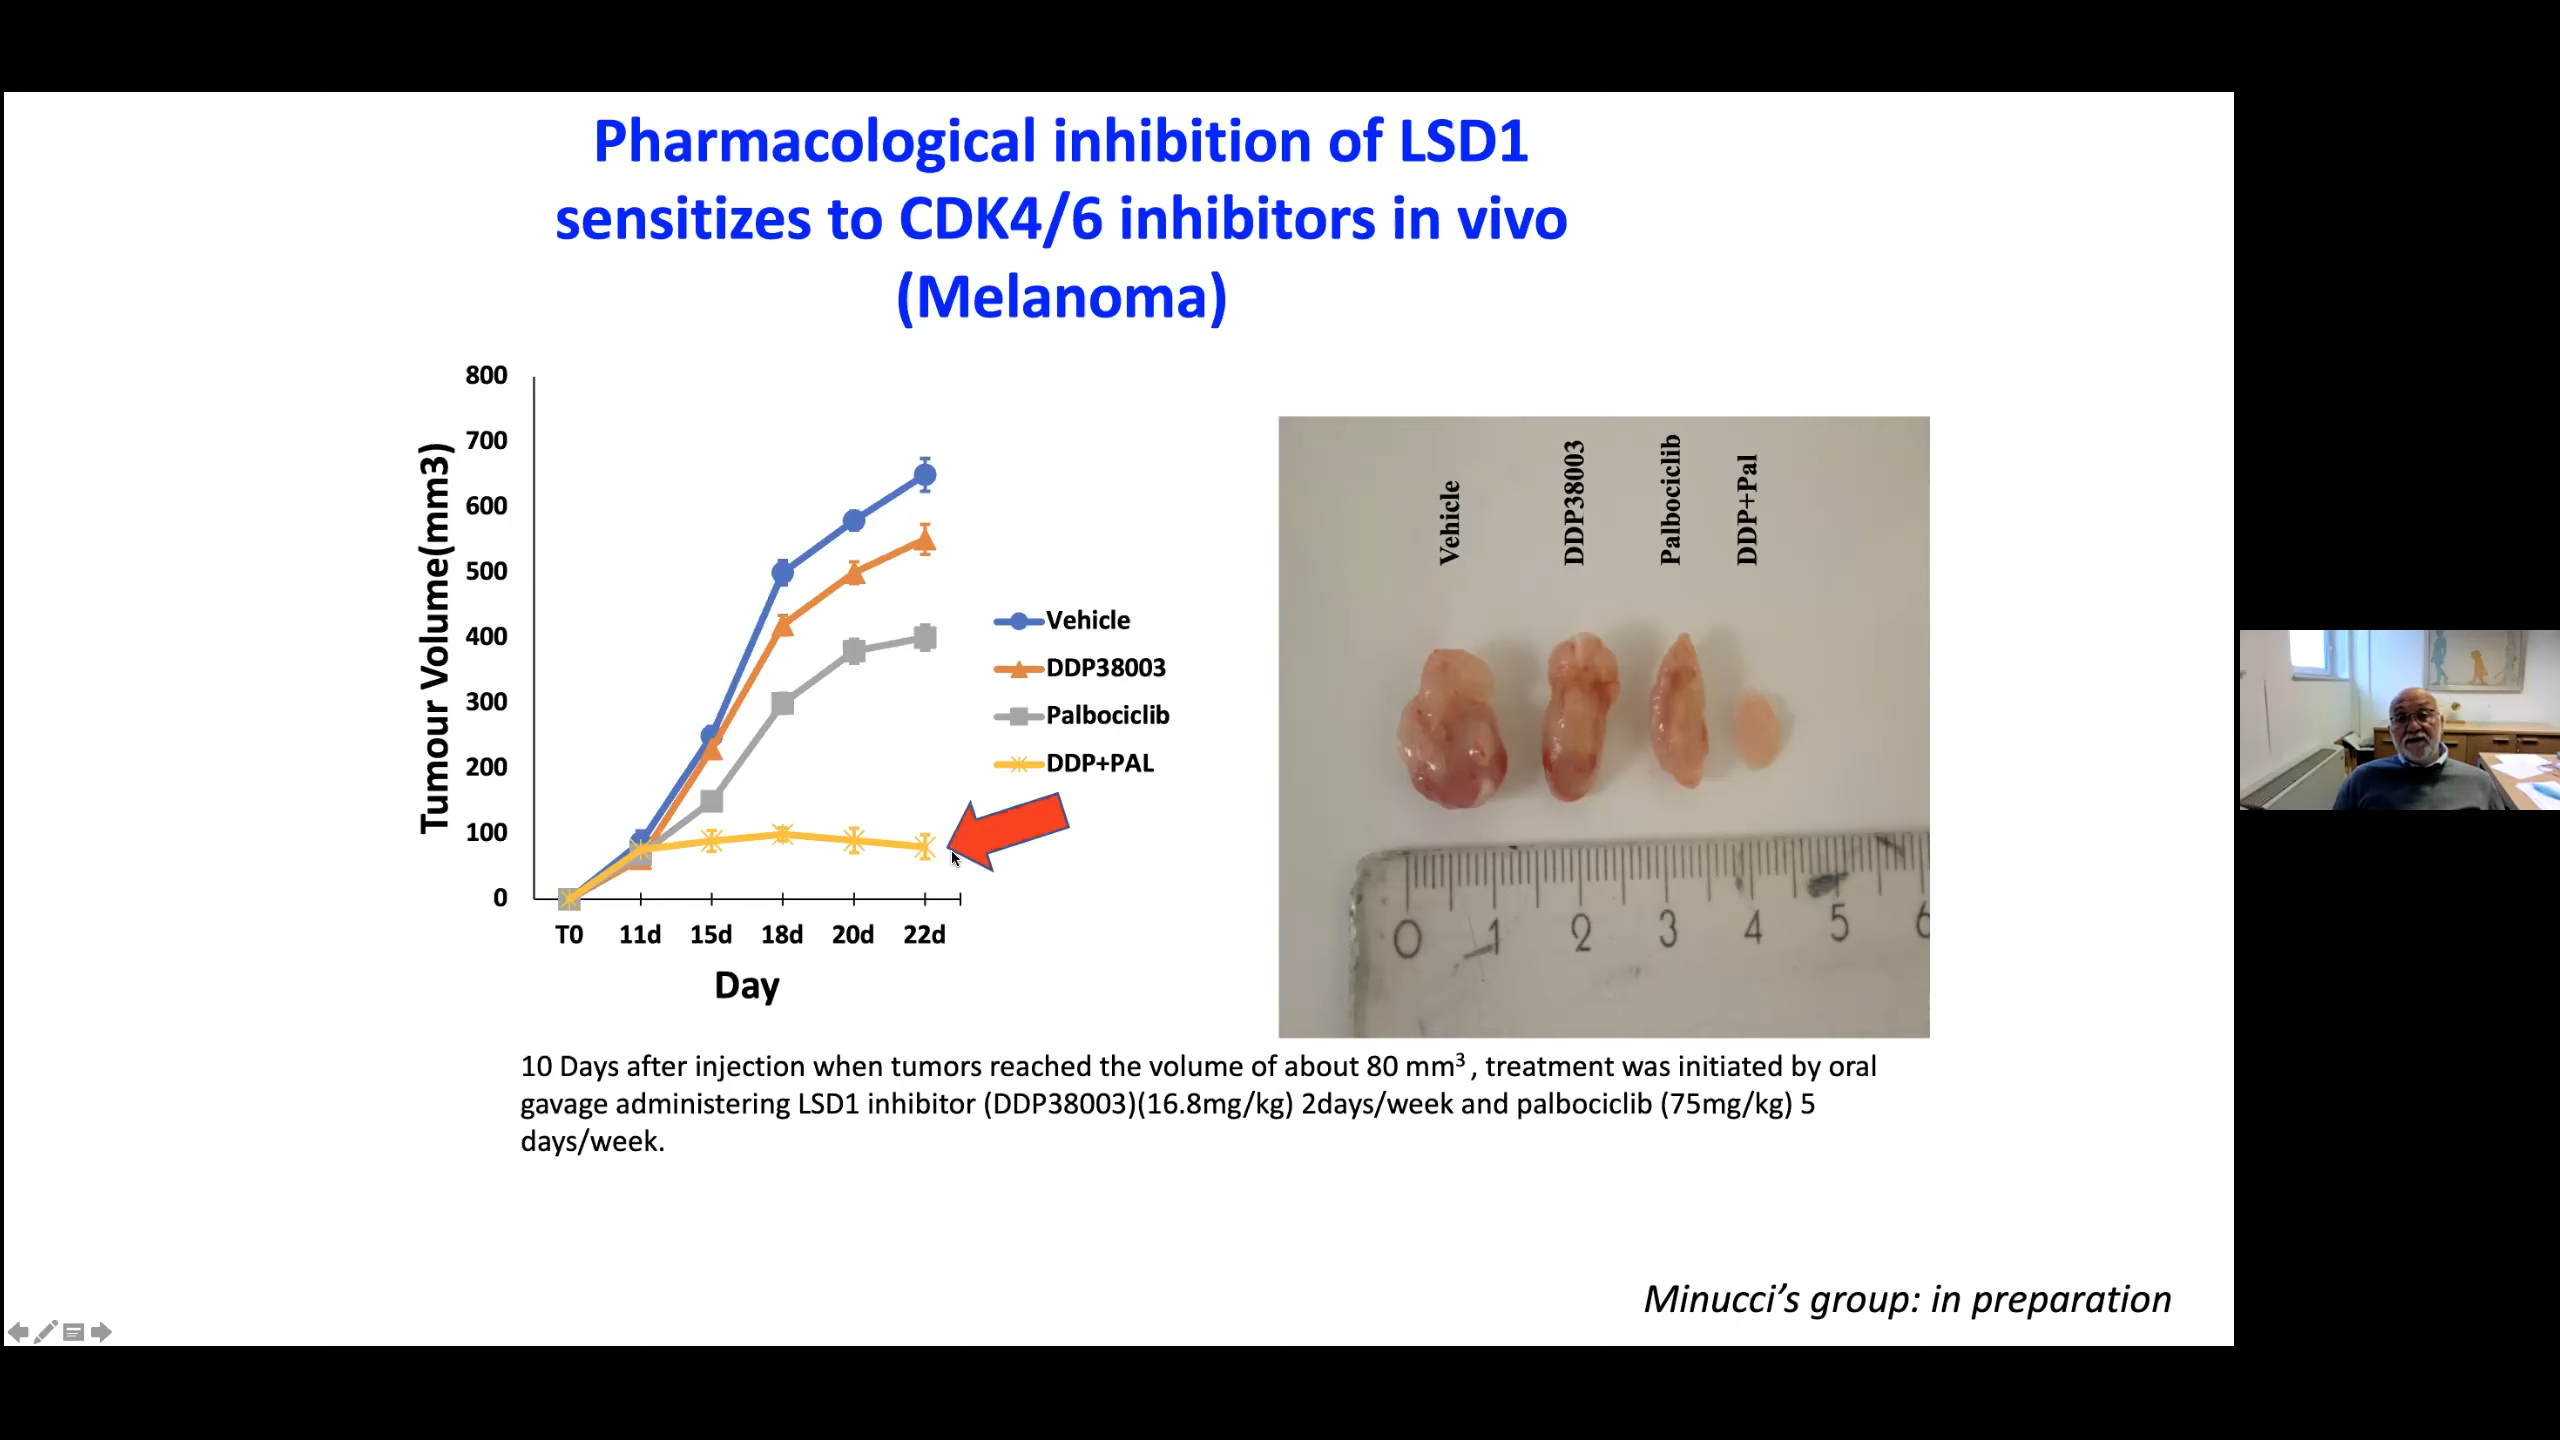 Pharmacological inhibition of LSD1
sensitizes to CDK4/6 inhibitors in vivo
(Melanoma)
Tumour Volume(mm3)
800
700
600
500
400
300
200
100
0
T0 11d 15d 18d 20d 22d
Day
Vehicle
DDP38003
Palbociclib
DDP+PAL
Vehicle
DDP38003
Palbociclib
DDP+Pal
0 1 2 3 4 5 6
10 Days after injection when tumors reached the volume of about 80 mm³ , treatment was initiated by oral
gavage administering LSD1 inhibitor (DDP38003)(16.8mg/kg) 2days/week and palbociclib (75mg/kg) 5
days/week.
Minucci’s group: in preparation